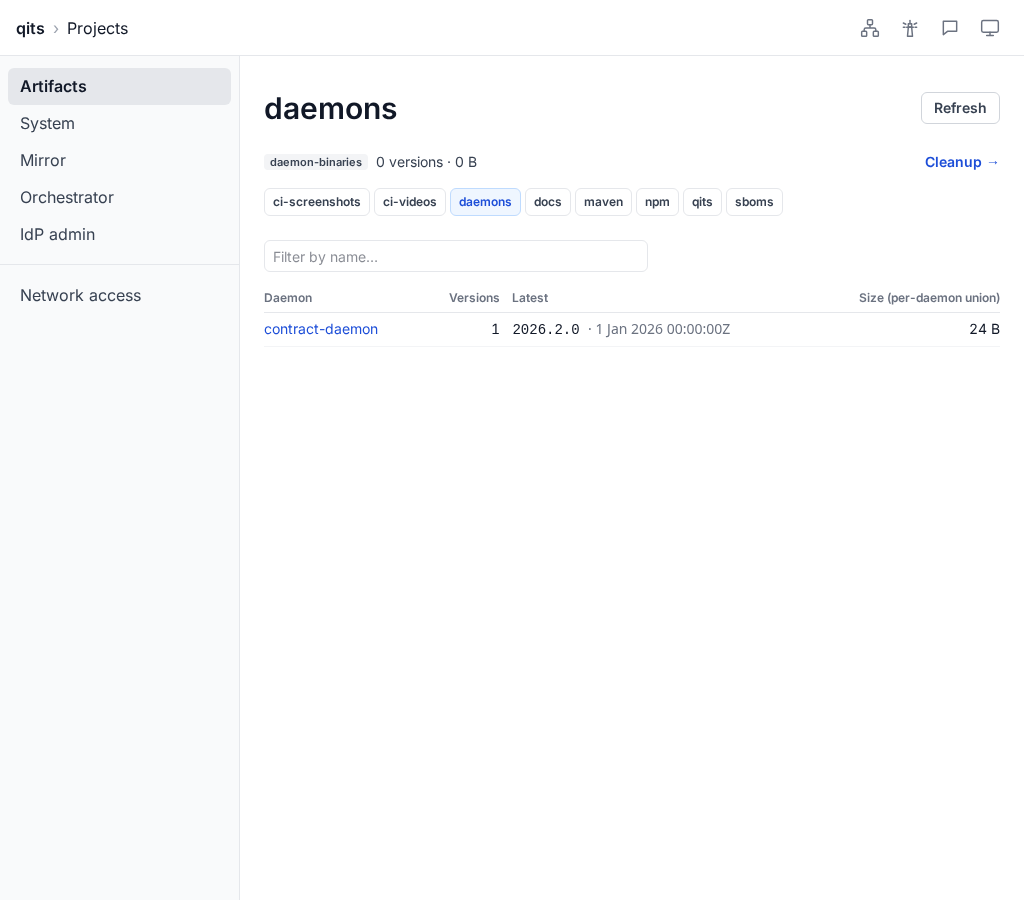 qits › Projects
Artifacts
System
Mirror
Orchestrator
IdP admin
Network access
daemons
Refresh
daemon-binaries 0 versions · 0 B
Cleanup →
ci-screenshots ci-videos daemons docs maven npm qits sboms
Filter by name...
Daemon Versions Latest Size (per-daemon union)
contract-daemon 1 2026.2.0 · 1 Jan 2026 00:00:00Z 24 B